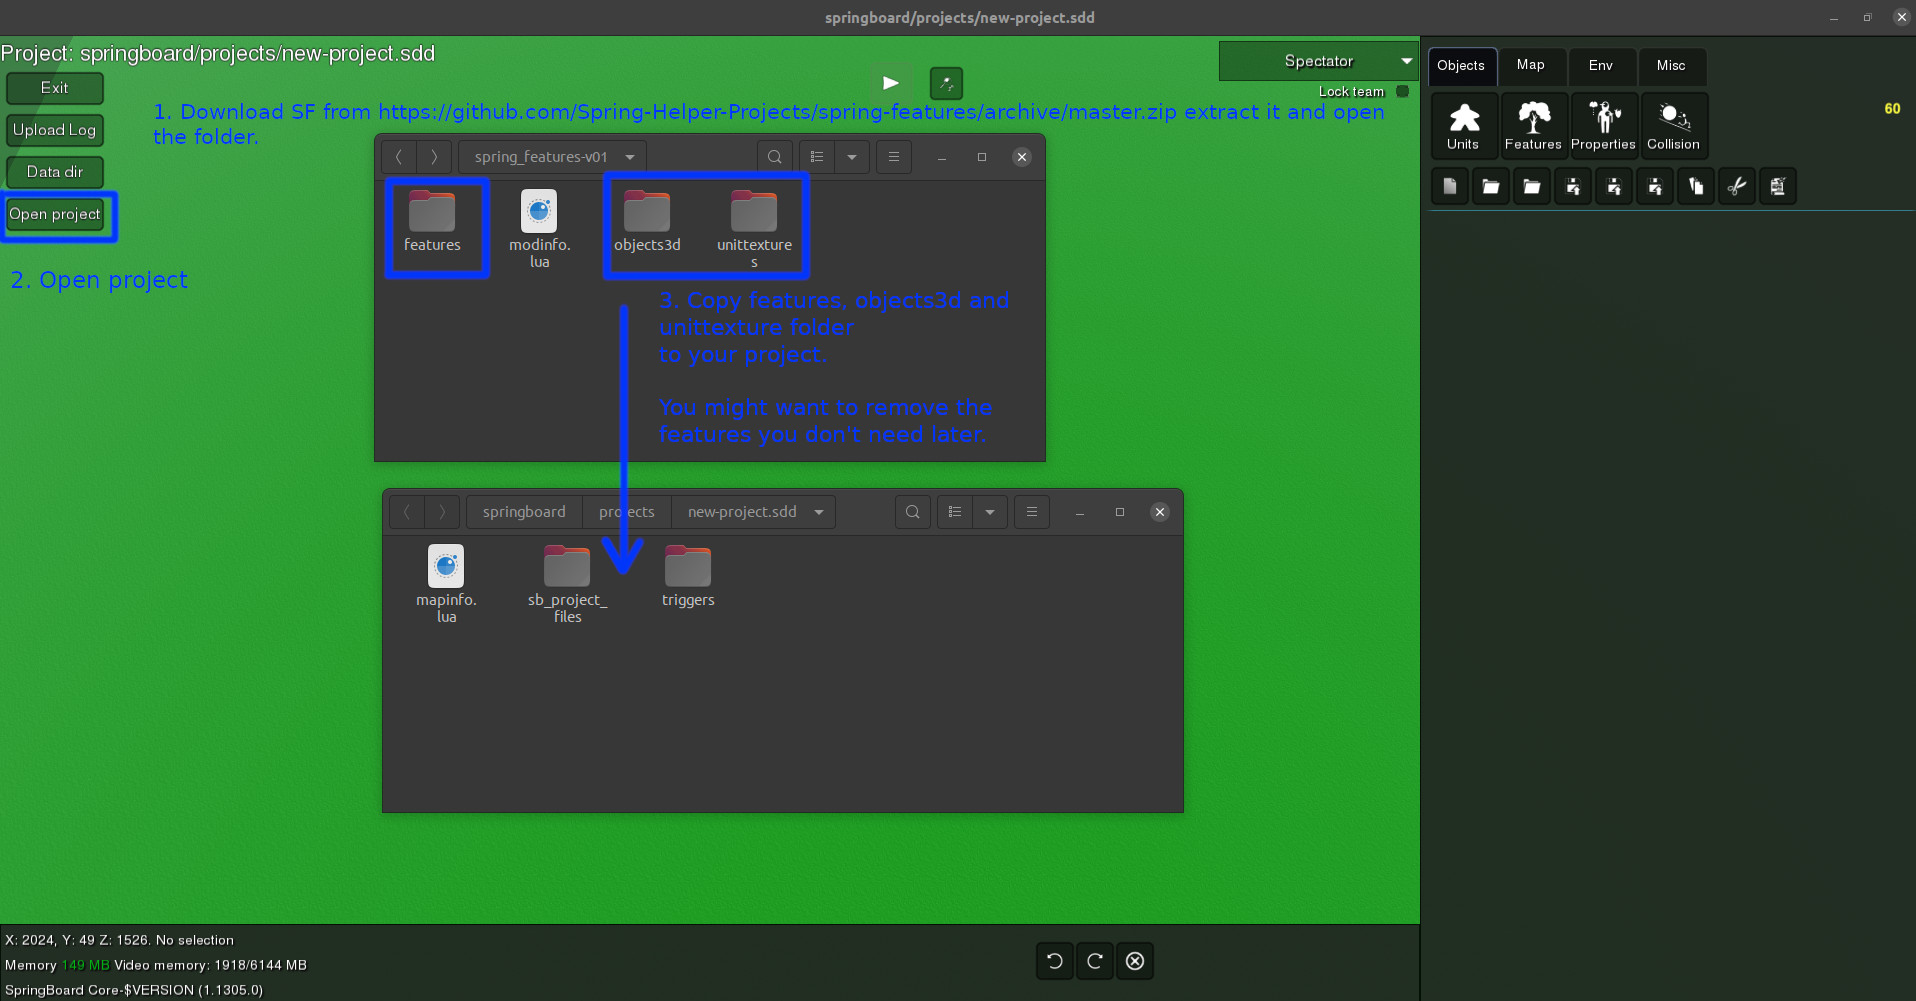 springboard/projects/new-project.sdd
Project: springboard/projects/new-project.sdd
Exit
Upload Log
Data dir
Open project
2. Open project
1. Download SF from https://github.com/Spring-Helper-Projects/spring-features/archive/master.zip extract it and open
the folder.
Spectator
Lock team
spring_features-v01
features
modinfo.
lua
objects3d
unittexture
s
3. Copy features, objects3d and
unittexture folder
to your project.
You might want to remove the
features you don't need later.
springboard
projects
new-project.sdd
mapinfo.
lua
sb_project_
files
triggers
Objects
Map
Env
Misc
Units
Features
Properties
Collision
60
X: 2024, Y: 49 Z: 1526. No selection
Memory 149 MB Video memory: 1918/6144 MB
SpringBoard Core-$VERSION (1.1305.0)